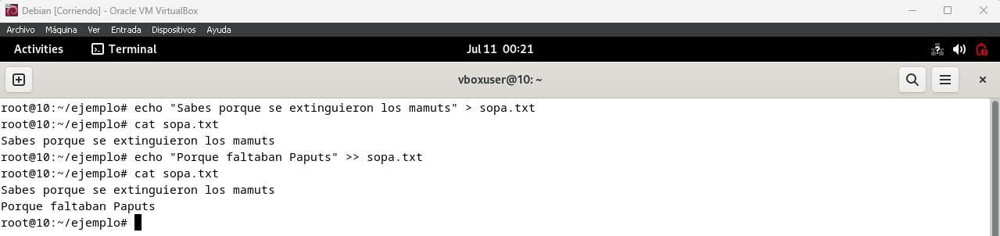 Debian [Corriendo] - Oracle VM VirtualBox
Archivo Máquina Ver Entrada Dispositivos Ayuda
Activities Terminal Jul 11 00:21
vboxuser@10: ~
root@10:~/ejemplo# echo "Sabes porque se extinguieron los mamuts" > sopa.txt
root@10:~/ejemplo# cat sopa.txt
Sabes porque se extinguieron los mamuts
root@10:~/ejemplo# echo "Porque faltaban Paputs" >> sopa.txt
root@10:~/ejemplo# cat sopa.txt
Sabes porque se extinguieron los mamuts
Porque faltaban Paputs
root@10:~/ejemplo#